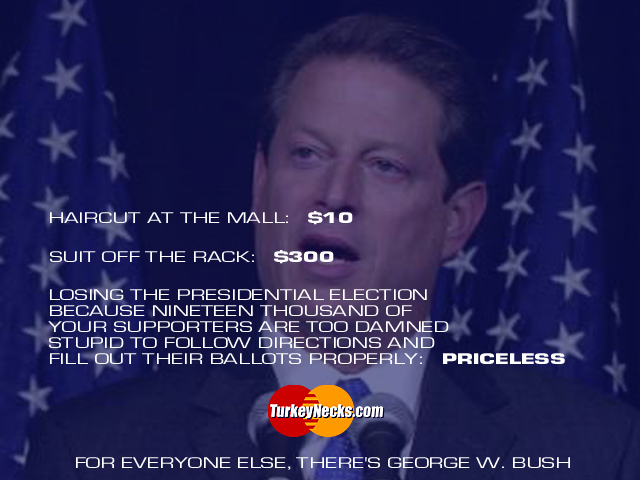 HAIRCUT AT THE MALL: $10
SUIT OFF THE RACK: $300
LOSING THE PRESIDENTIAL ELECTION
BECAUSE NINETEEN THOUSAND OF
YOUR SUPPORTERS ARE TOO DAMNED
STUPID TO FOLLOW DIRECTIONS AND
FILL OUT THEIR BALLOTS PROPERLY: PRICELESS
TurkeyNecks.com
FOR EVERYONE ELSE, THERE'S GEORGE W. BUSH